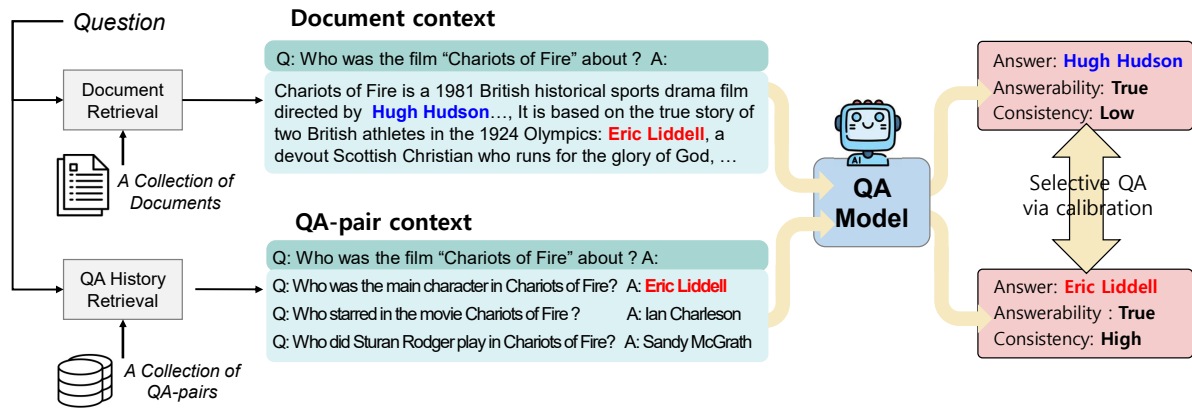 Question
Document
Retrieval
A Collection of
Documents
QA History
Retrieval
A Collection of
QA-pairs
Document context
Q: Who was the film “Chariots of Fire” about ? A:
Chariots of Fire is a 1981 British historical sports drama film
directed by Hugh Hudson…, It is based on the true story of
two British athletes in the 1924 Olympics: Eric Liddell, a
devout Scottish Christian who runs for the glory of God, …
QA-pair context
Q: Who was the film “Chariots of Fire” about ? A:
Q: Who was the main character in Chariots of Fire? A: Eric Liddell
Q: Who starred in the movie Chariots of Fire ? A: Ian Charleson
Q: Who did Sturan Rodger play in Chariots of Fire? A: Sandy McGrath
AI
QA
Model
Answer: Hugh Hudson
Answerability: True
Consistency: Low
Selective QA
via calibration
Answer: Eric Liddell
Answerability : True
Consistency: High